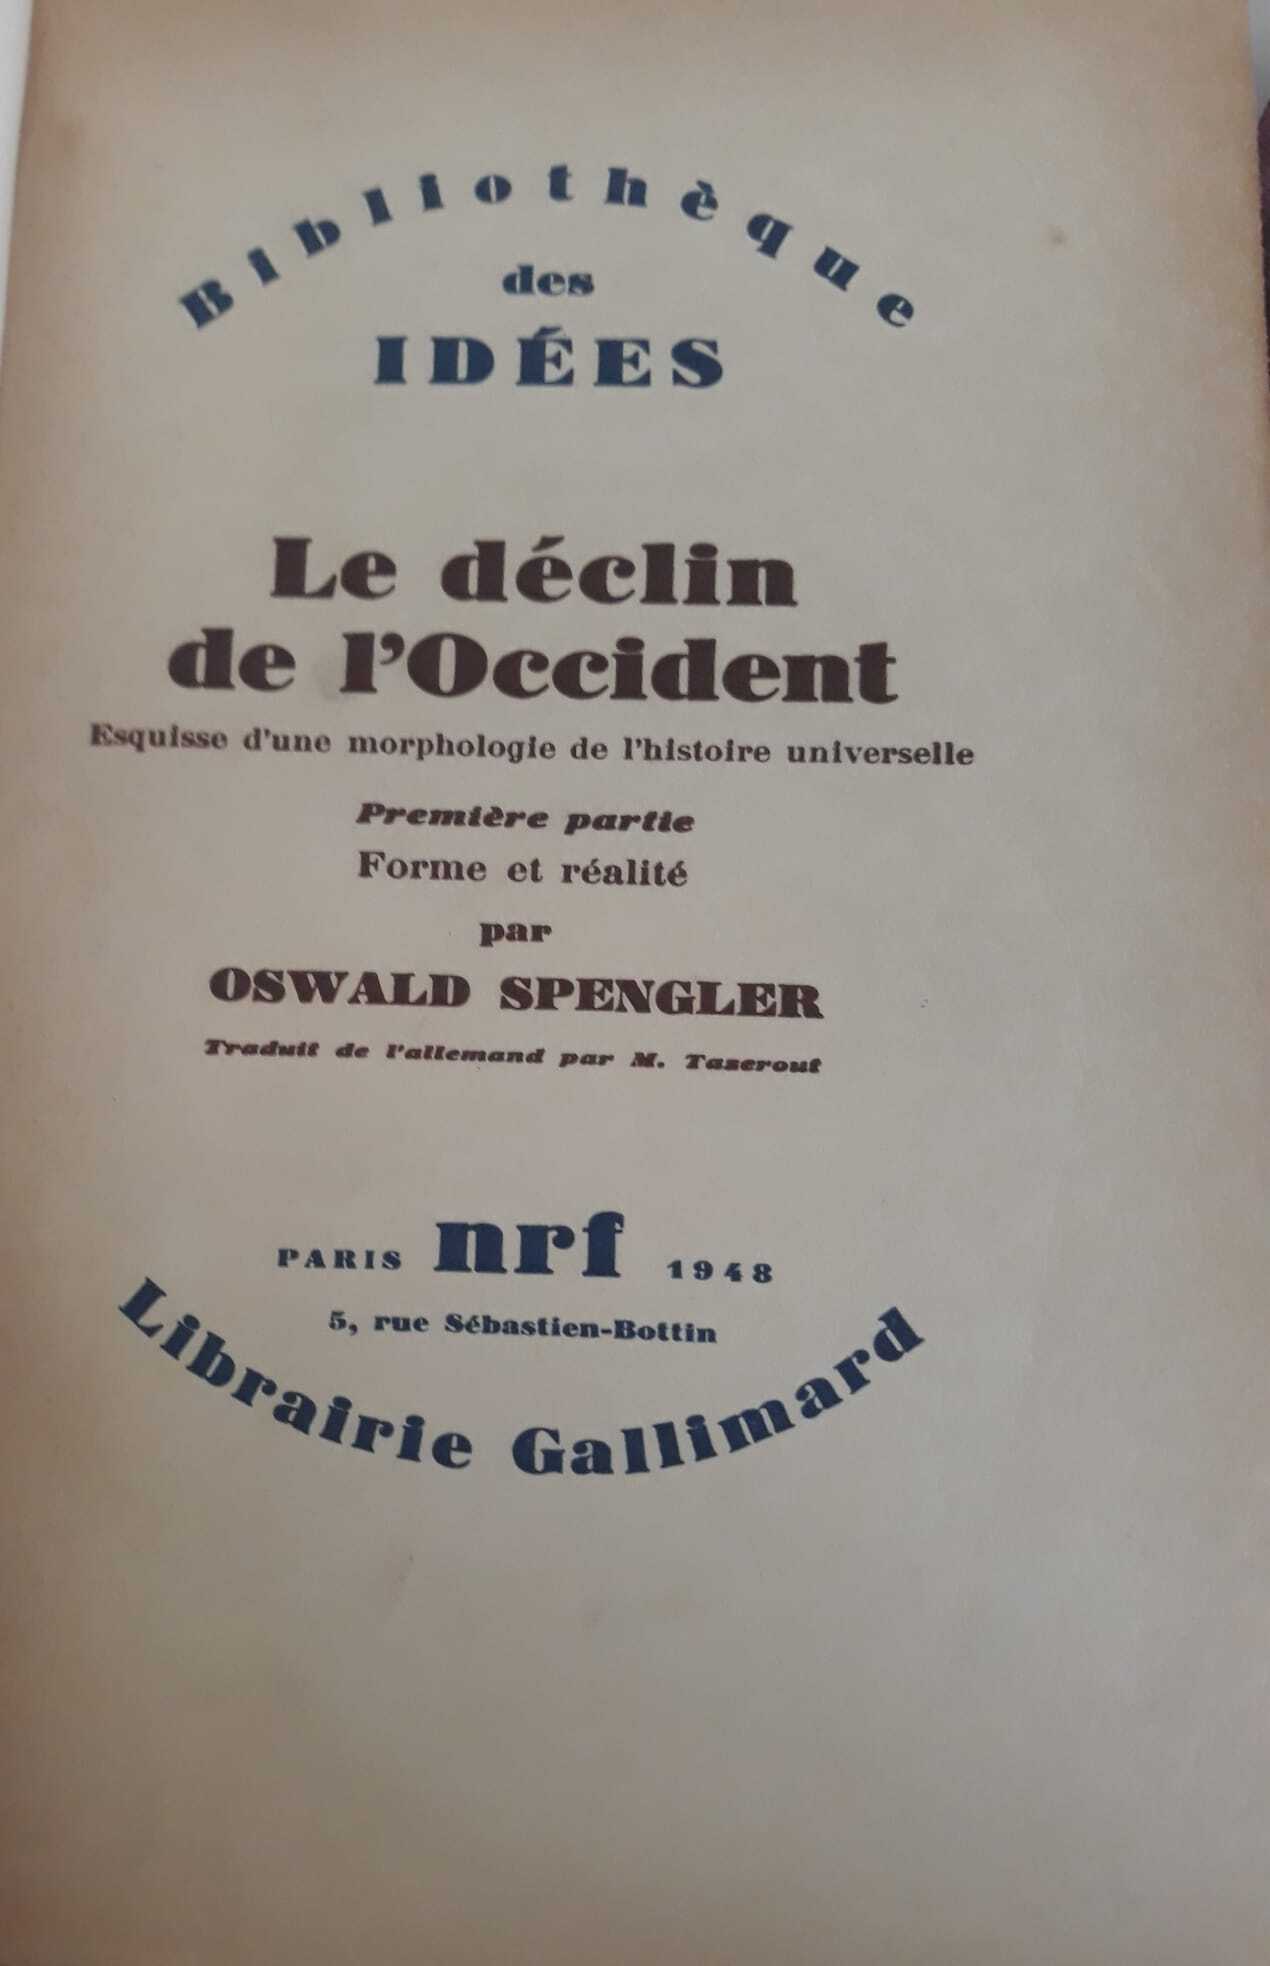 Bibliothèque
des
IDÉES
Le déclin
de l'Occident
Esquisse d'une morphologie de l'histoire universelle
Première partie
Forme et réalité
par
OSWALD SPENGLER
Traduit de l'allemand par M. Tazerout
PARIS nrf 1948
5, rue Sébastien-Bottin
Librairie Gallimard